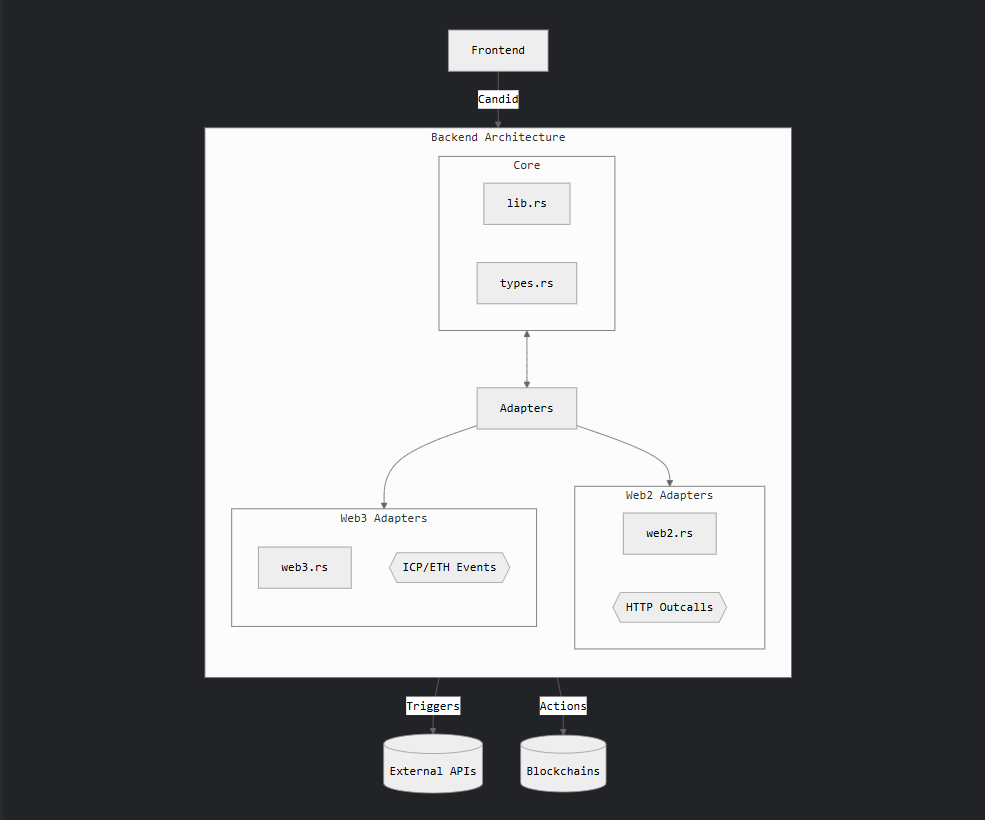 Frontend
Candid
Backend Architecture
Core
lib.rs
types.rs
Adapters
Web3 Adapters
web3.rs
ICP/ETH Events
Web2 Adapters
web2.rs
HTTP Outcalls
Triggers
Actions
External APIs
Blockchains